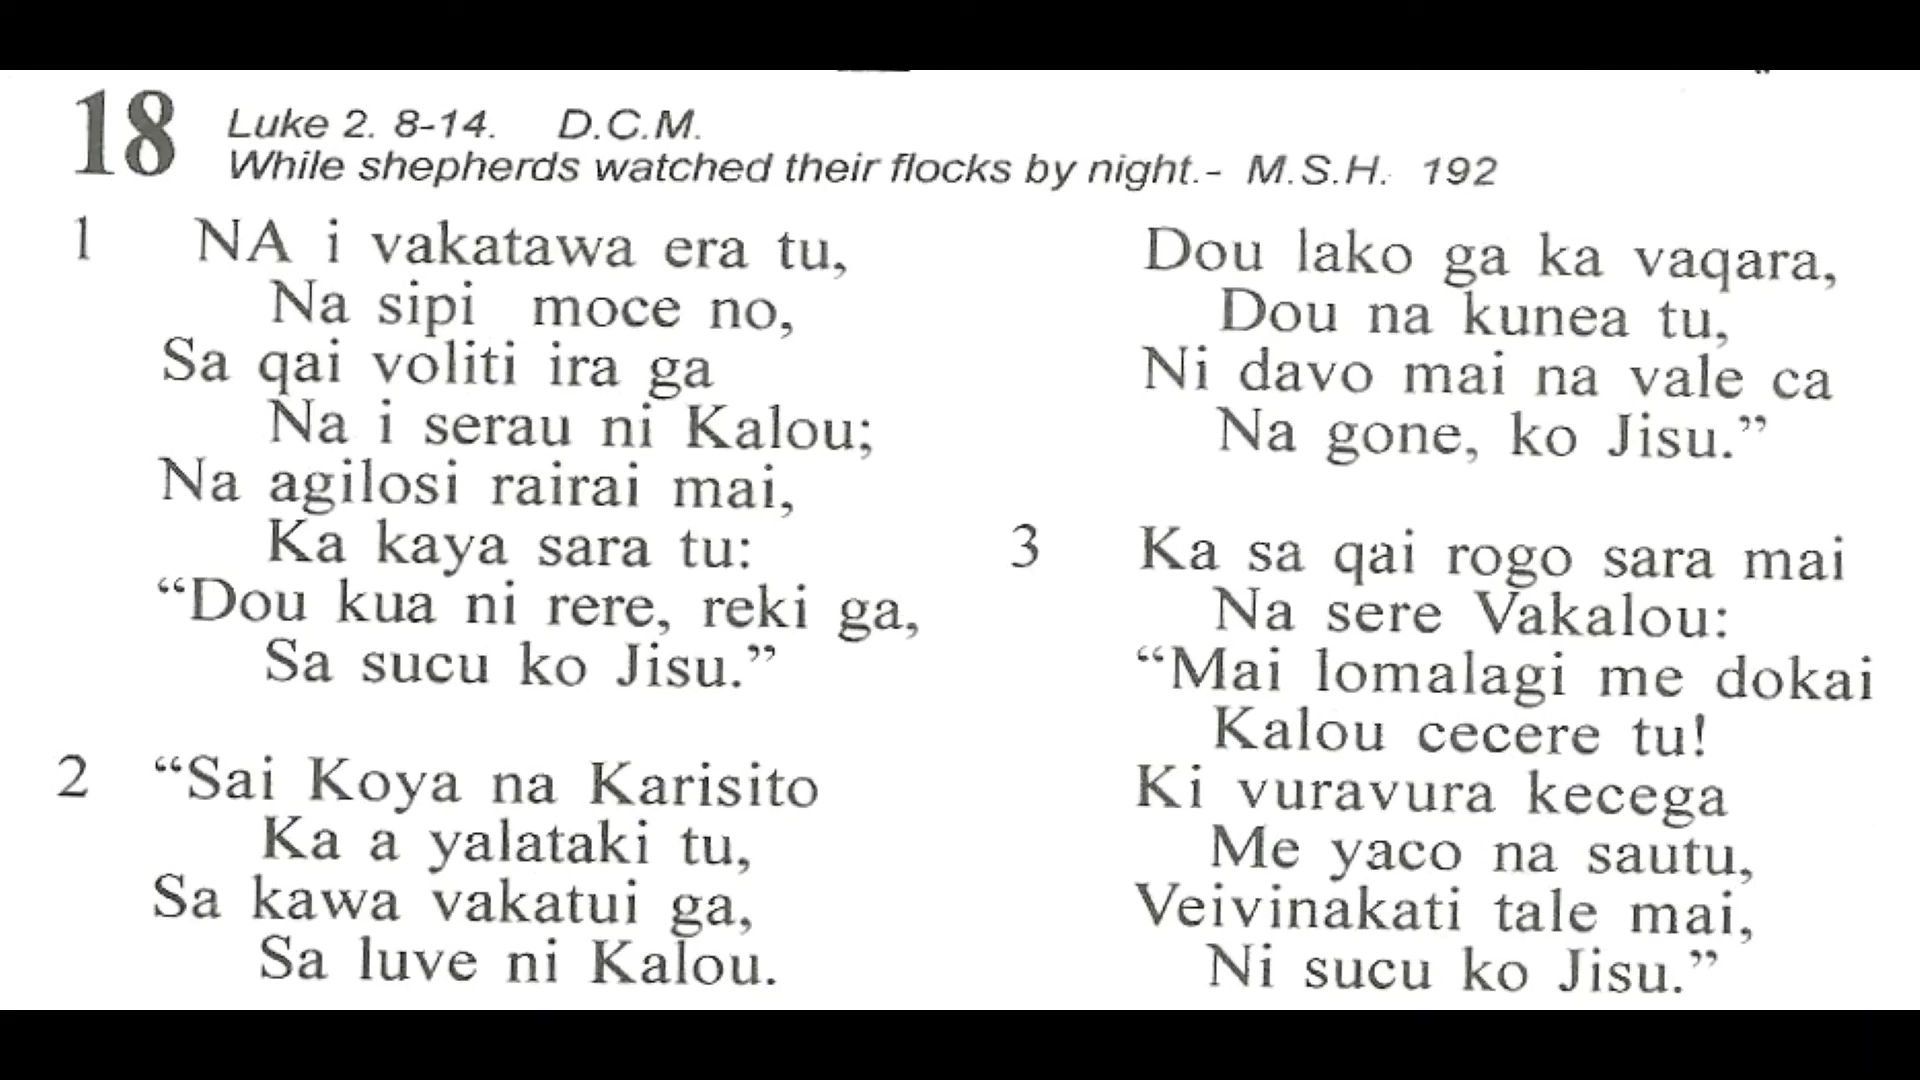 18
Luke 2. 8-14. D.C.M.
While shepherds watched their flocks by night.- M.S.H. 192
1 NA i vakatawa era tu,
Na sipi moce no,
Sa qai voliti ira ga
Na i serau ni Kalou;
Na agilosi rairai mai,
Ka kaya sara tu:
“Dou kua ni rere, reki ga,
Sa sucu ko Jisu.”
2 “Sai Koya na Karisito
Ka a yalataki tu,
Sa kawa vakatui ga,
Sa luve ni Kalou.
Dou lako ga ka vaqara,
Dou na kunea tu,
Ni davo mai na vale ca
Na gone, ko Jisu.”
3 Ka sa qai rogo sara mai
Na sere Vakalou:
“Mai lomalagi me dokai
Kalou cecere tu!
Ki vuravura kecega
Me yaco na sautu,
Veivinakati tale mai,
Ni sucu ko Jisu.”